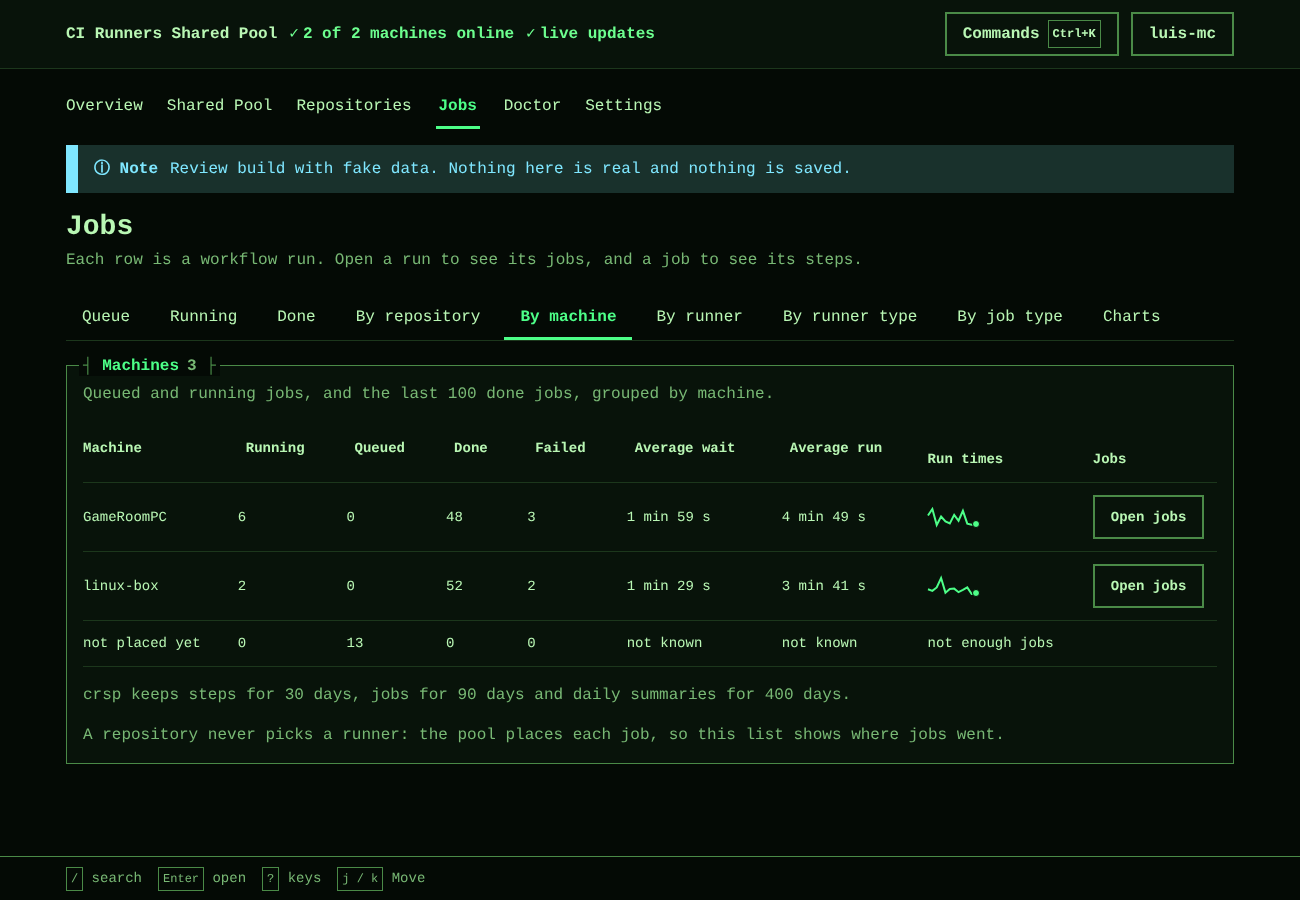 CI Runners Shared Pool ✓ 2 of 2 machines online ✓ live updates Commands Ctrl+K luis-mc
Overview Shared Pool Repositories Jobs Doctor Settings
ⓘ Note Review build with fake data. Nothing here is real and nothing is saved.
Jobs
Each row is a workflow run. Open a run to see its jobs, and a job to see its steps.
Queue Running Done By repository By machine By runner By runner type By job type Charts
Machines 3
Queued and running jobs, and the last 100 done jobs, grouped by machine.
Machine Running Queued Done Failed Average wait Average run Run times Jobs
GameRoomPC 6 0 48 3 1 min 59 s 4 min 49 s Open jobs
linux-box 2 0 52 2 1 min 29 s 3 min 41 s Open jobs
not placed yet 0 13 0 0 not known not known not enough jobs
crsp keeps steps for 30 days, jobs for 90 days and daily summaries for 400 days.
A repository never picks a runner: the pool places each job, so this list shows where jobs went.
/ search Enter open ? keys j / k Move